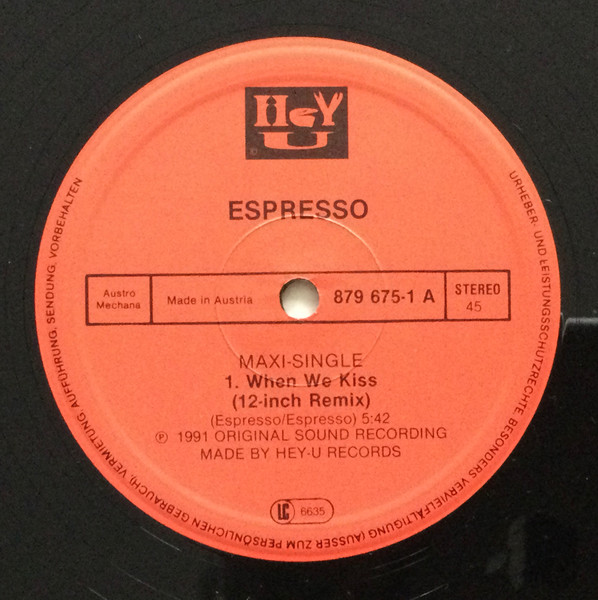 HeY
U
©
ESPRESSO
Austro
Mechana
Made in Austria
879 675-1 A
STEREO
45
MAXI-SINGLE
1. When We Kiss
(12-inch Remix)
(Espresso/Espresso) 5:42
℗ 1991 ORIGINAL SOUND RECORDING
MADE BY HEY-U RECORDS
LC 6635
URHEBER- UND LEISTUNGSSCHUTZRECHTE BESONDERS VERVIELFÄLTIGUNG (AUSSER ZUM PERSÖNLICHEN GEBRAUCH), VERMIETUNG, AUFFÜHRUNG, SENDUNG, VORBEHALTEN